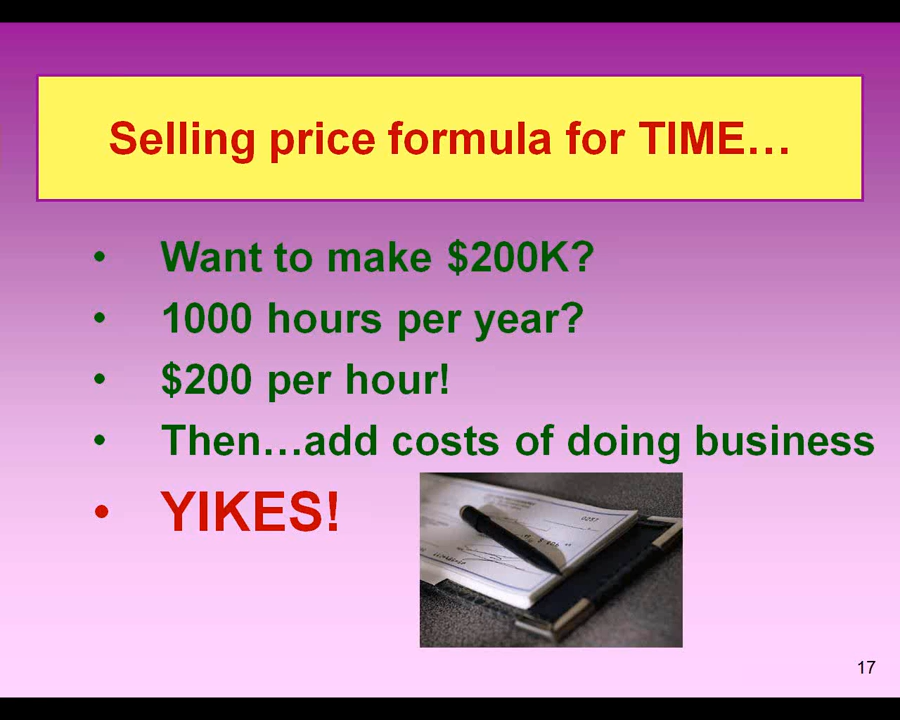 Selling price formula for TIME…
• Want to make $200K?
• 1000 hours per year?
• $200 per hour!
• Then…add costs of doing business
• YIKES!
0257
17